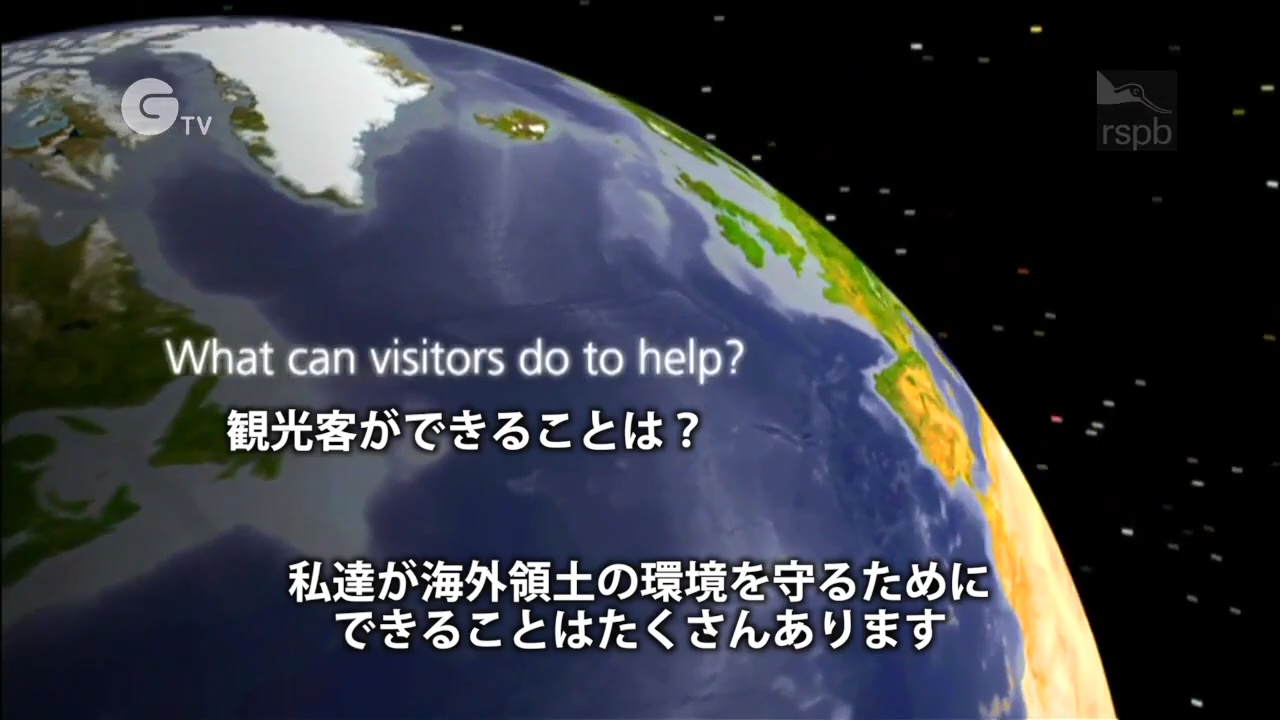 G TV
rspb
What can visitors do to help?
観光客ができることは？
私達が海外領土の環境を守るために
できることはたくさんあります